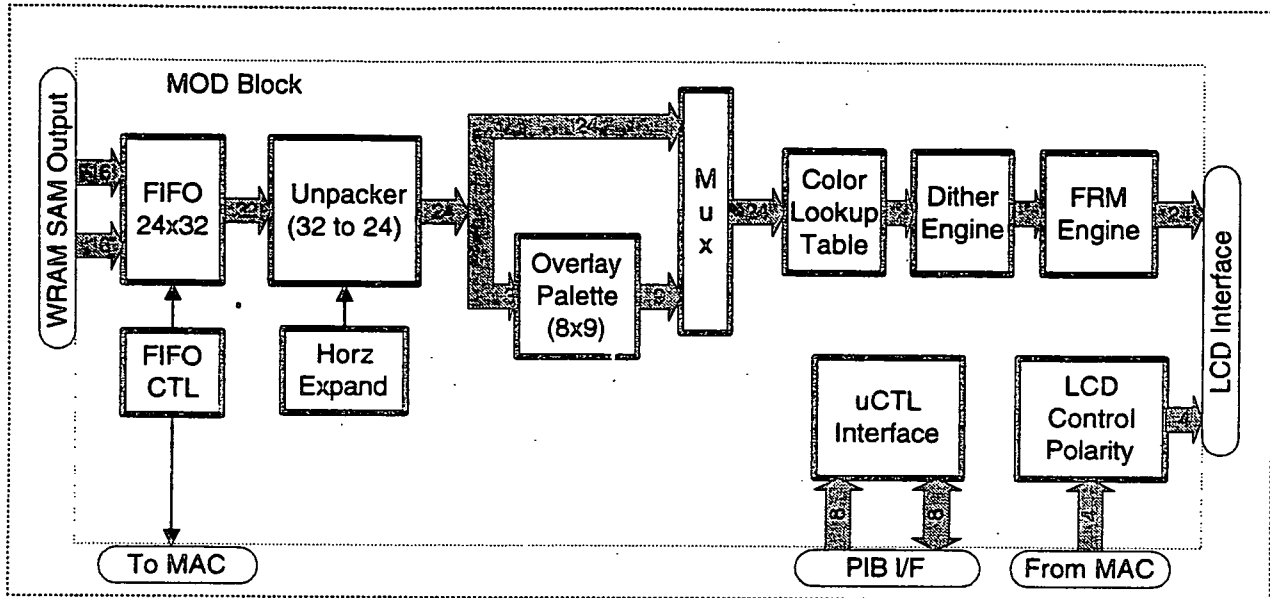 MOD Block
WRAM SAM Output
16
16
FIFO
24x32
Unpacker
(32 to 24)
24
24
Overlay
Palette
(8x9)
9
M
u
x
24
Color
Lookup
Table
Dither
Engine
FRM
Engine
24
LCD Interface
FIFO
CTL
Horz
Expand
uCTL
Interface
LCD
Control
Polarity
4
8
8
4
To MAC
PIB I/F
From MAC